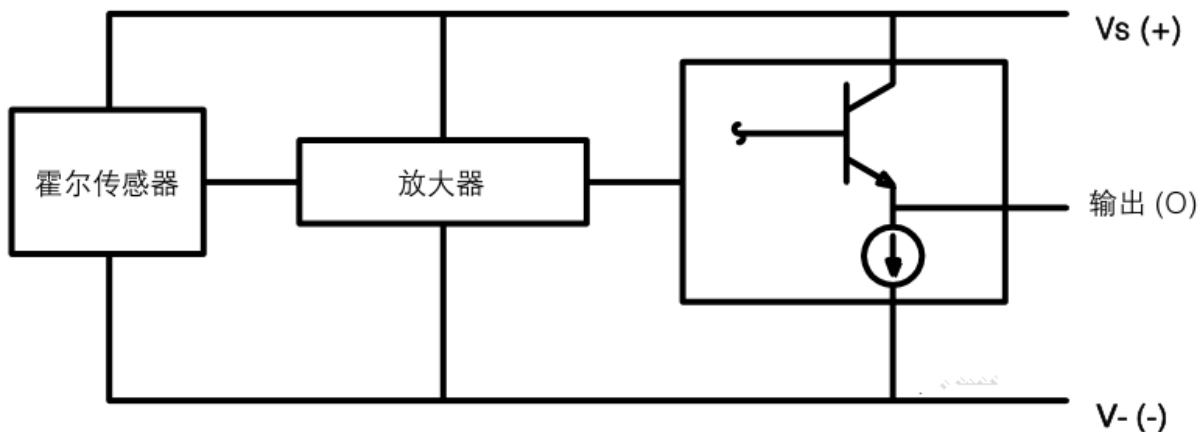 Vs (+)
霍尔传感器
放大器
输出 (O)
V- (-)